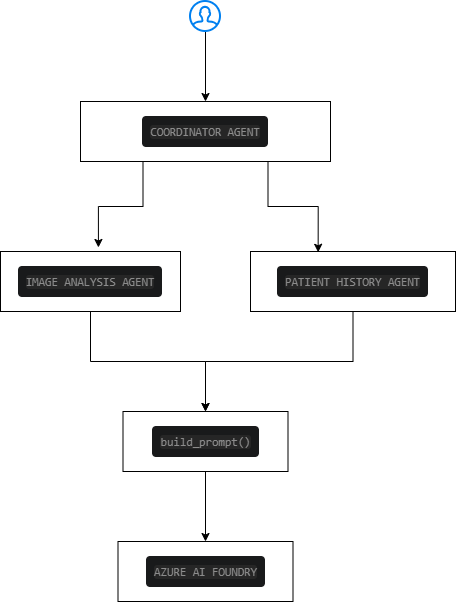 COORDINATOR AGENT
IMAGE ANALYSIS AGENT
PATIENT HISTORY AGENT
build_prompt()
AZURE AI FOUNDRY